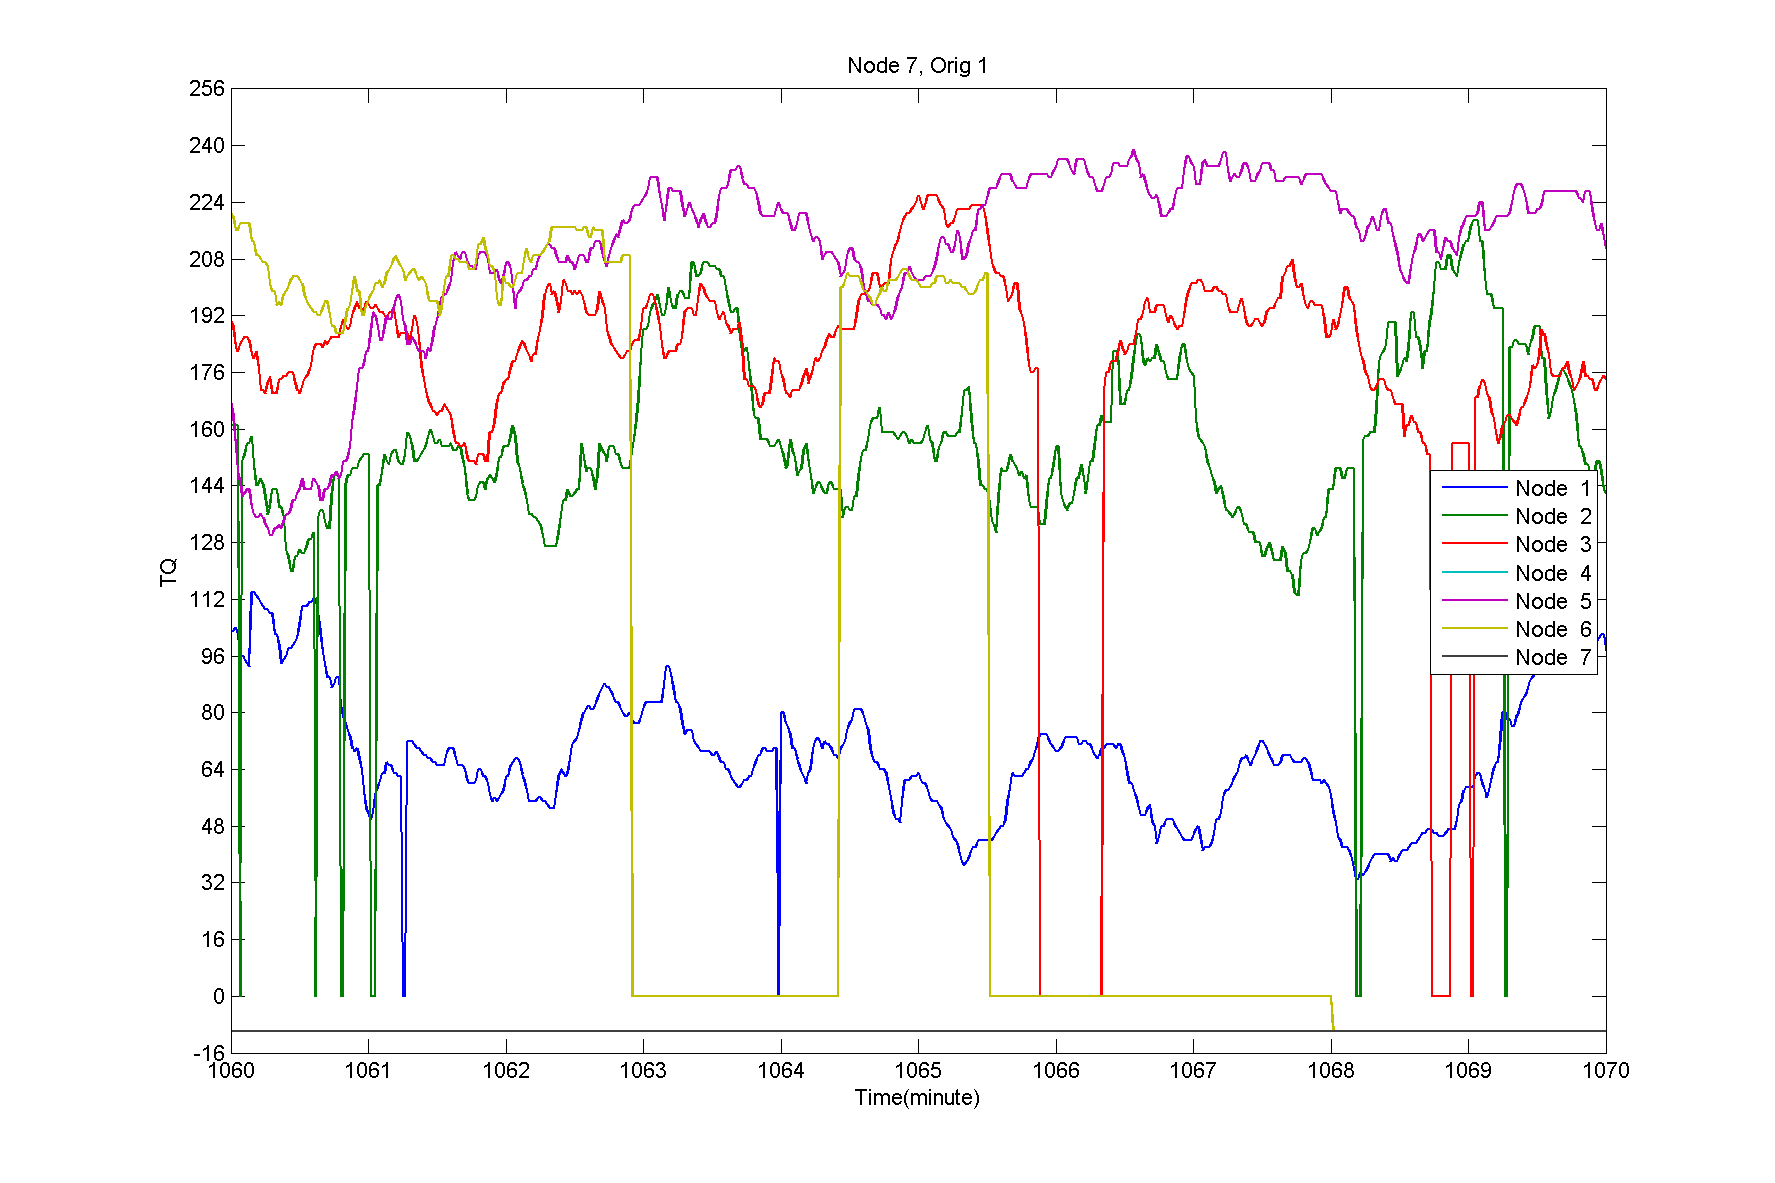 Node 7, Orig 1
256
240
224
208
192
176
160
144
128
112
96
80
64
48
32
16
0
-16
TQ
Node 1
Node 2
Node 3
Node 4
Node 5
Node 6
Node 7
1060 1061 1062 1063 1064 1065 1066 1067 1068 1069 1070
Time(minute)